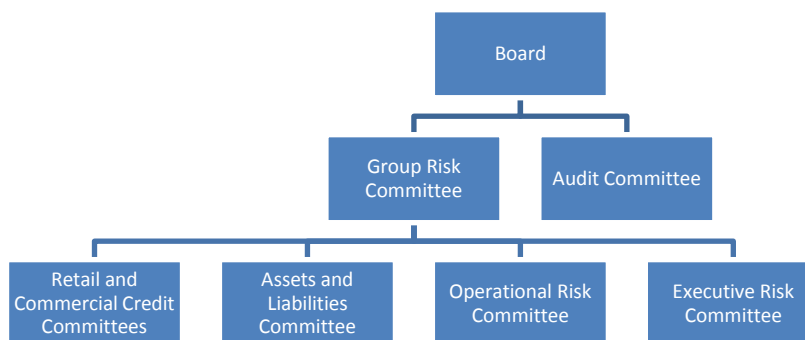 Board
Group Risk
Committee
Audit Committee
Retail and
Commercial Credit
Committees
Assets and
Liabilities
Committee
Operational Risk
Committee
Executive Risk
Committee